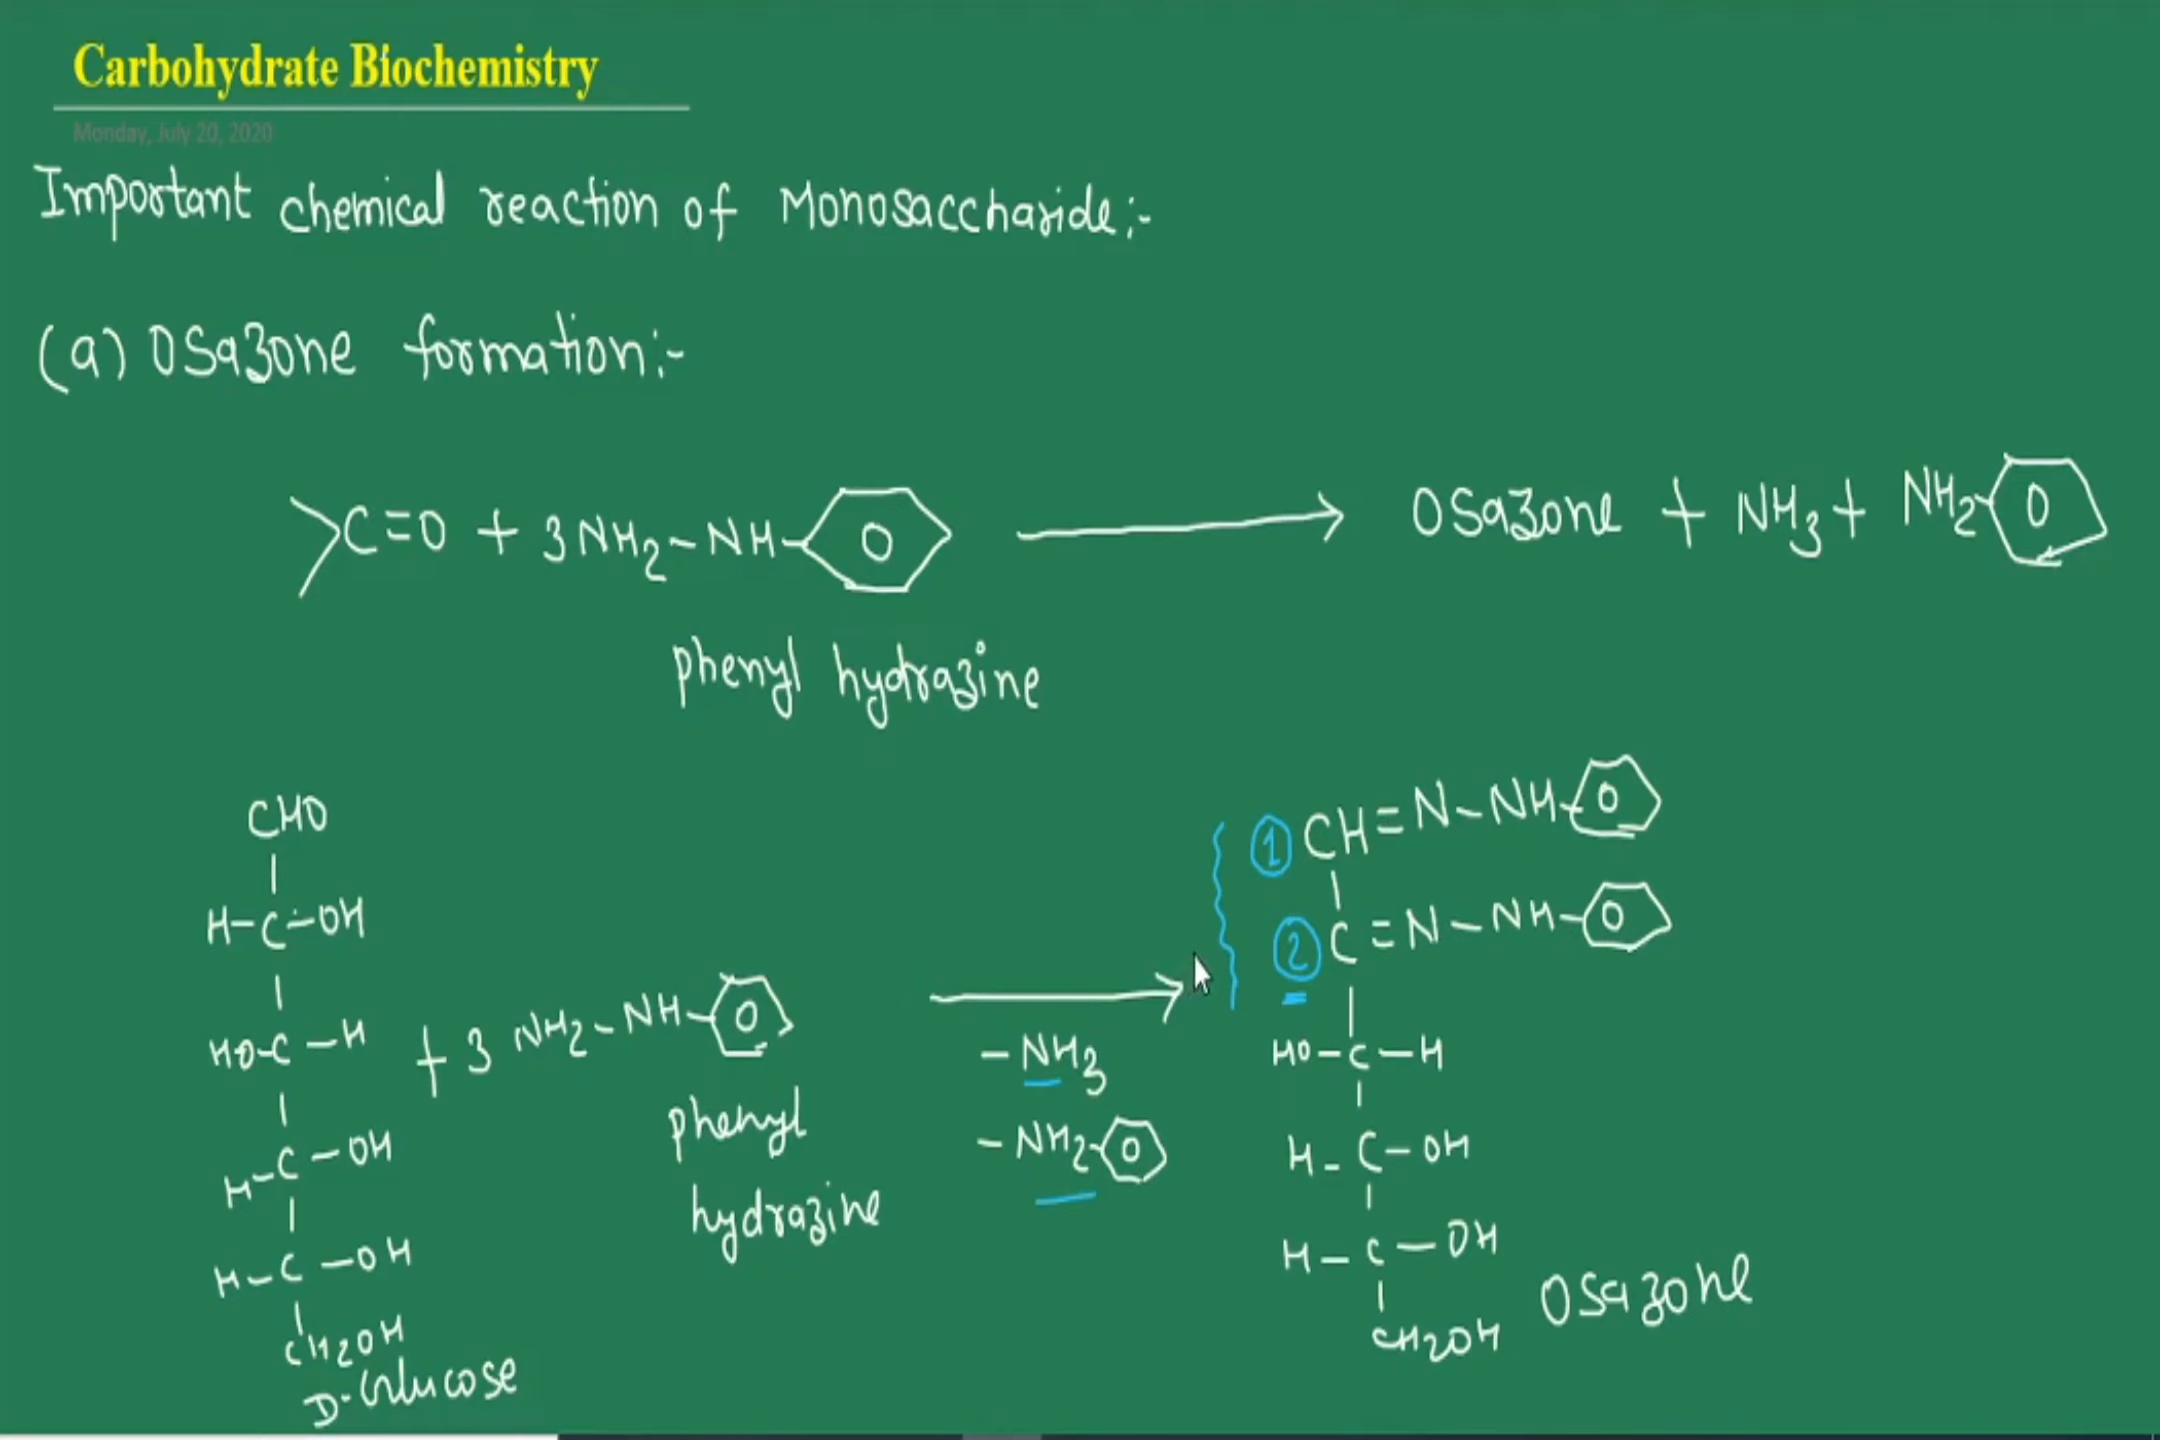 Carbohydrate Biochemistry
Monday, July 20, 2020
Important chemical reaction of Monosaccharide:-
(a) Osazone formation:-
>C=O + 3NH2-NH-⌬ → Osazone + NH3 + NH2-⌬
phenyl hydrazine
CHO
H-C-OH
HO-C-H
H-C-OH
H-C-OH
CH2OH
D-Glucose
+ 3 NH2-NH-⌬
phenyl
hydrazine
→
-NH3
-NH2-⌬
① CH=N-NH-⌬
② C=N-NH-⌬
HO-C-H
H-C-OH
H-C-OH
CH2OH
Osazone